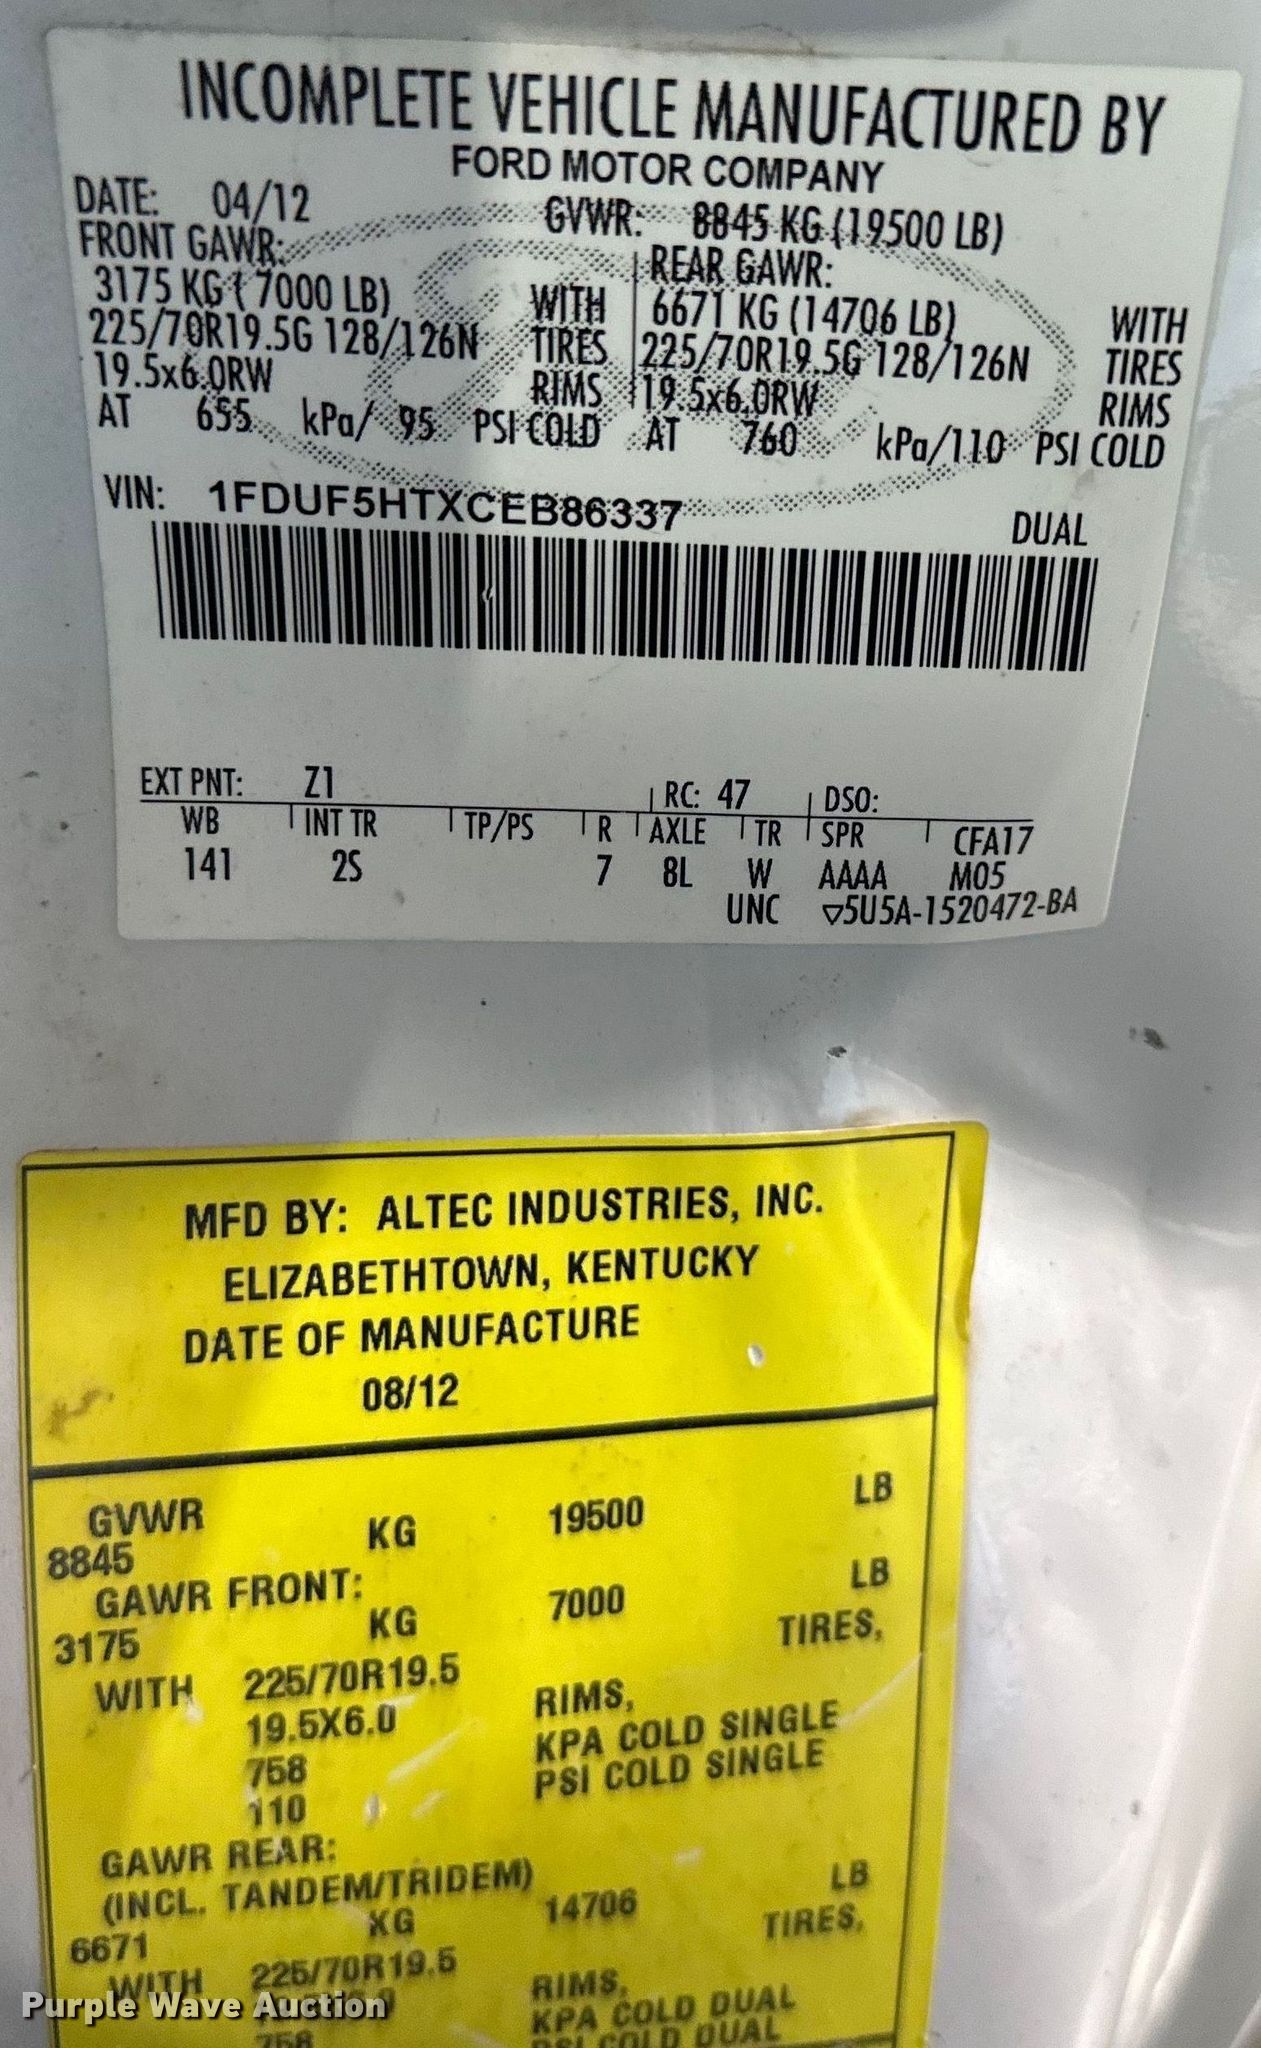 INCOMPLETE VEHICLE MANUFACTURED BY
FORD MOTOR COMPANY
DATE: 04/12 GVWR: 8845 KG (19500 LB)
FRONT GAWR: REAR GAWR:
3175 KG ( 7000 LB) WITH 6671 KG (14706 LB) WITH
225/70R19.5G 128/126N TIRES 225/70R19.5G 128/126N TIRES
19.5x6.0RW RIMS 19.5x6.0RW RIMS
AT 655 kPa/ 95 PSI COLD AT 760 kPa/110 PSI COLD
VIN: 1FDUF5HTXCEB86337 DUAL
EXT PNT: Z1 RC: 47 DSO:
WB INT TR TP/PS R AXLE TR SPR CFA17
141 2S 7 8L W AAAA M05
UNC ▽5U5A-1520472-BA
MFD BY: ALTEC INDUSTRIES, INC.
ELIZABETHTOWN, KENTUCKY
DATE OF MANUFACTURE
08/12
GVWR
8845 KG 19500 LB
GAWR FRONT:
3175 KG 7000 LB
WITH 225/70R19.5 TIRES,
19.5X6.0 RIMS,
758 KPA COLD SINGLE
110 PSI COLD SINGLE
GAWR REAR:
(INCL. TANDEM/TRIDEM)
6671 KG 14706 LB
WITH 225/70R19.5 TIRES,
RIMS,
758 KPA COLD DUAL
PSI COLD DUAL
Purple Wave Auction